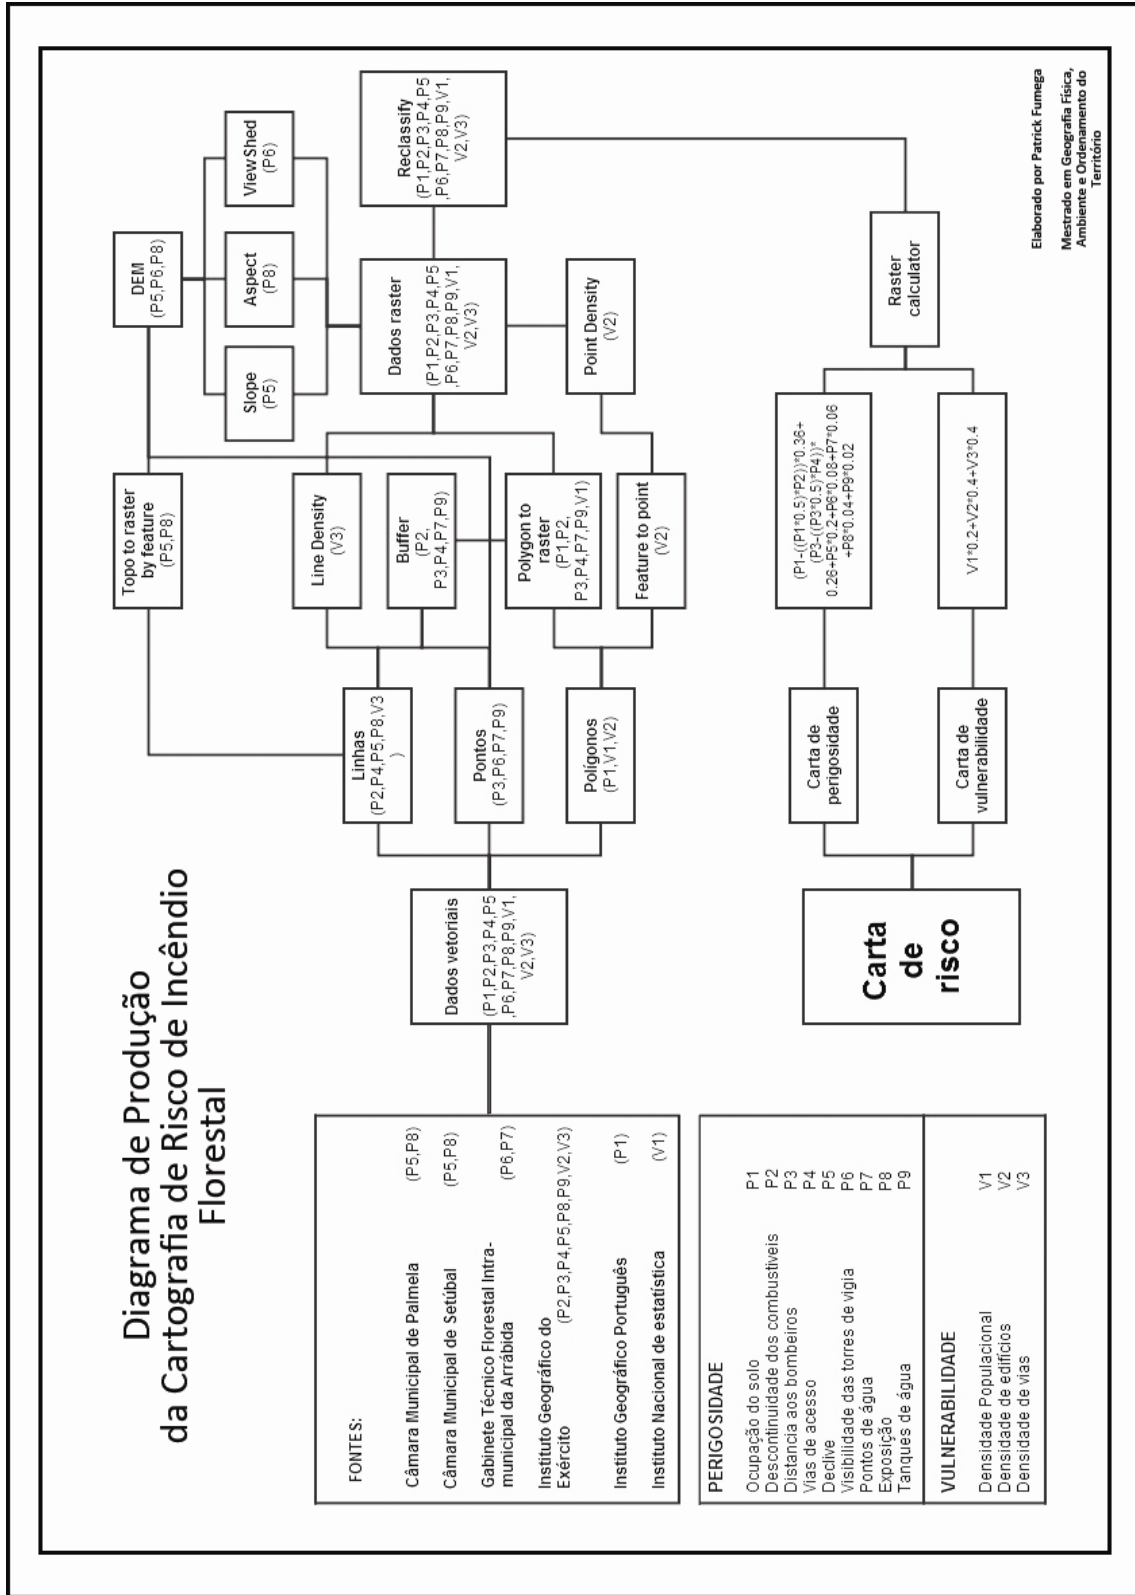 Diagrama de Produção
da Cartografia de Risco de Incêndio
Florestal
FONTES:
Câmara Municipal de Palmela (P5,P8)
Câmara Municipal de Setúbal (P5,P8)
Gabinete Técnico Florestal Intra-
municipal da Arrábida (P6,P7)
Instituto Geográfico do
Exército (P2,P3,P4,P5,P8,P9,V2,V3)
Instituto Geográfico Português (P1)
Instituto Nacional de estatística (V1)
PERIGOSIDADE
Ocupação do solo P1
Descontinuidade dos combustíveis P2
Distancia aos bombeiros P3
Vias de acesso P4
Declive P5
Visibilidade das torres de vigia P6
Pontos de água P7
Exposição P8
Tanques de água P9
VULNERABILIDADE
Densidade Populacional V1
Densidade de edifícios V2
Densidade de vias V3
Dados vetoriais
(P1,P2,P3,P4,P5
,P6,P7,P8,P9,V1,
V2,V3)
Linhas
(P2,P4,P5,P8,V3
)
Pontos
(P3,P6,P7,P9)
Polígonos
(P1,V1,V2)
Topo to raster
by feature
(P5,P8)
Line Density
(V3)
Buffer
(P2,
P3,P4,P7,P9)
Polygon to
raster
(P1,P2,
P3,P4,P7,P9,V1)
Feature to point
(V2)
DEM
(P5,P6,P8)
Slope
(P5)
Aspect
(P8)
ViewShed
(P6)
Dados raster
(P1,P2,P3,P4,P5
,P6,P7,P8,P9,V1,
V2,V3)
Point Density
(V2)
Reclassify
(P1,P2,P3,P4,P5
,P6,P7,P8,P9,V1,
V2,V3)
Carta
de
risco
Carta de
perigosidade
Carta de
vulnerabilidade
(P1-((P1*0.5)*P2))*0.36+
(P3-((P3*0.5)*P4))*
0.26+P5*0.2+P6*0.08+P7*0.06
+P8*0.04+P9*0.02
V1*0.2+V2*0.4+V3*0.4
Raster
calculator
Elaborado por Patrick Fumega
Mestrado em Geografia Física,
Ambiente e Ordenamento do
Território